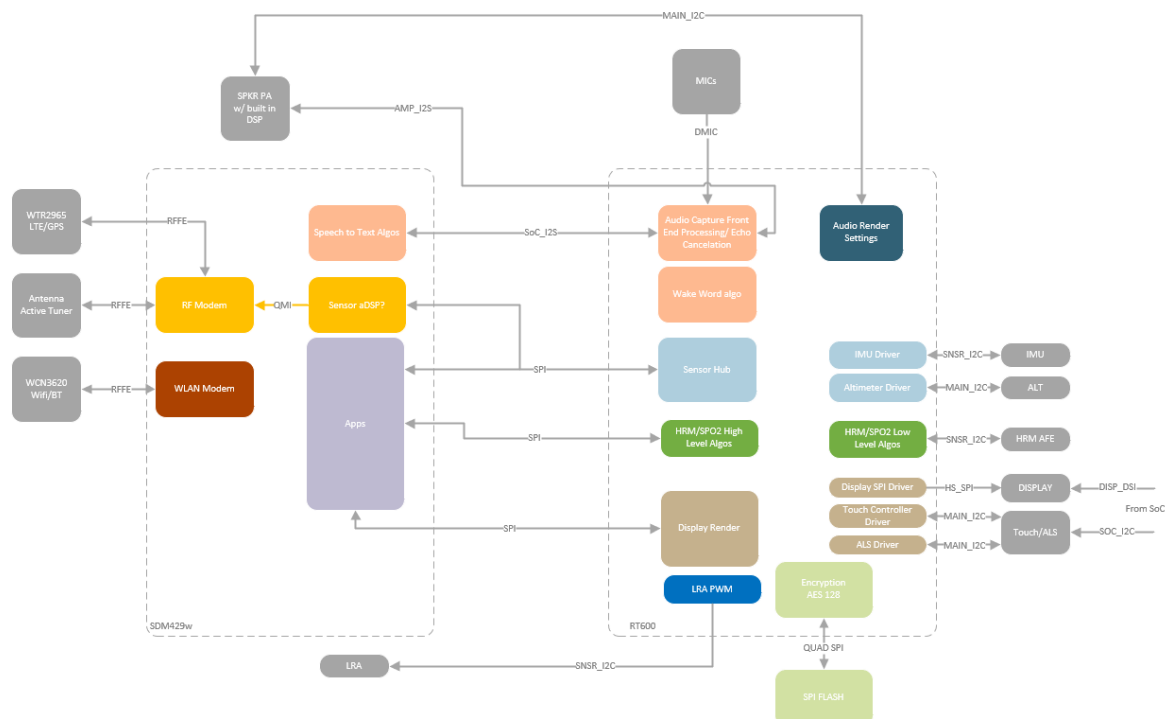 MAIN_I2C
SPKR PA
w/ built in
DSP
AMP_I2S
MICs
DMIC
WTR2965
LTE/GPS
RFFE
Speech to Text Algos
SoC_I2S
Audio Capture Front
End Processing/ Echo
Cancelation
Audio Render
Settings
Antenna
Active Tuner
RFFE
RF Modem
QMI
Sensor aDSP?
Wake Word algo
WCN3620
Wifi/BT
RFFE
WLAN Modem
Apps
SPI
Sensor Hub
IMU Driver
SNSR_I2C
IMU
Altimeter Driver
MAIN_I2C
ALT
SPI
HRM/SPO2 High
Level Algos
HRM/SPO2 Low
Level Algos
SNSR_I2C
HRM AFE
Display SPI Driver
HS_SPI
DISPLAY
DISP_DSI
From SoC
Touch Controller
Driver
MAIN_I2C
Touch/ALS
SOC_I2C
ALS Driver
MAIN_I2C
SPI
Display Render
LRA PWM
Encryption
AES 128
SDM429w
RT600
QUAD SPI
LRA
SNSR_I2C
SPI FLASH